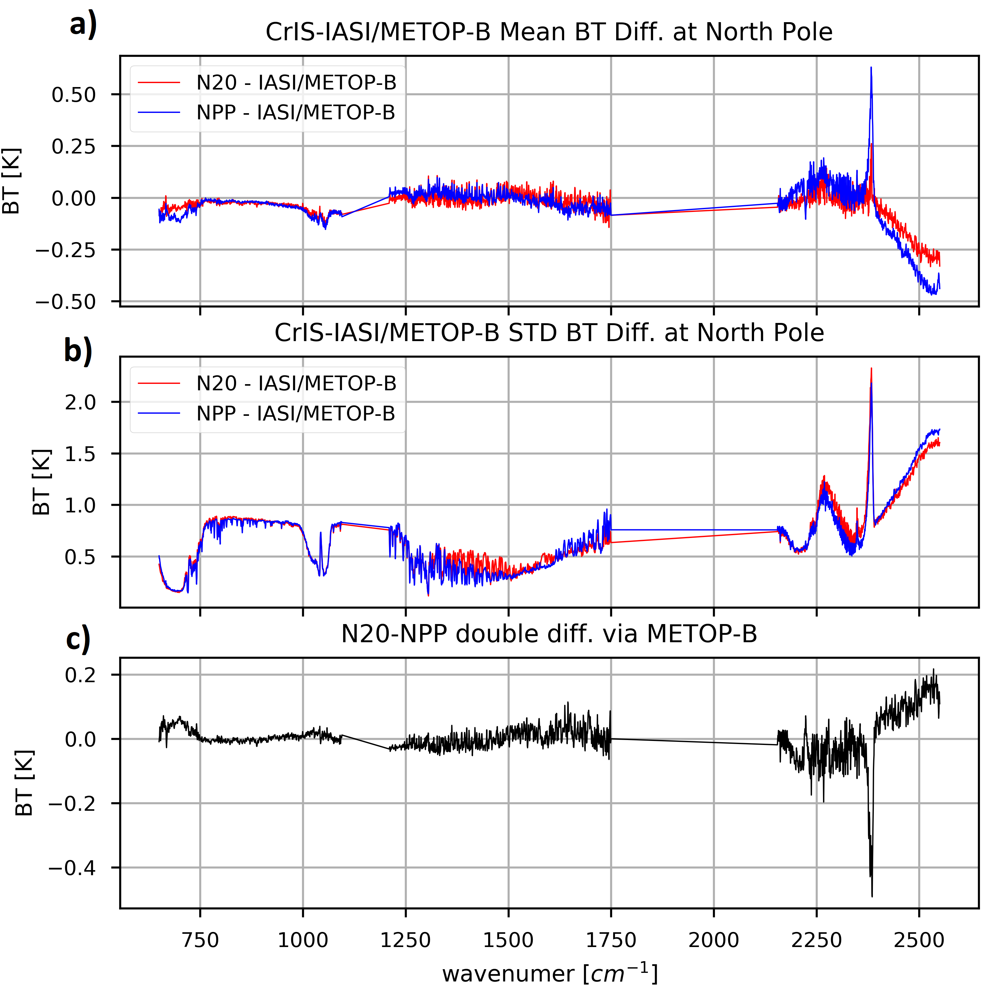 a)
CrIS-IASI/METOP-B Mean BT Diff. at North Pole
N20 - IASI/METOP-B
NPP - IASI/METOP-B
0.50
0.25
0.00
−0.25
−0.50
BT [K]
b)
CrIS-IASI/METOP-B STD BT Diff. at North Pole
N20 - IASI/METOP-B
NPP - IASI/METOP-B
2.0
1.5
1.0
0.5
BT [K]
c)
N20-NPP double diff. via METOP-B
0.2
0.0
−0.2
−0.4
BT [K]
750 1000 1250 1500 1750 2000 2250 2500
wavenumer [cm⁻¹]